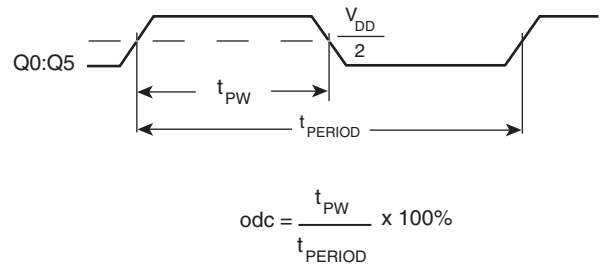 V_DD
2
Q0:Q5
t_PW
t_PERIOD
odc = t_PW / t_PERIOD x 100%